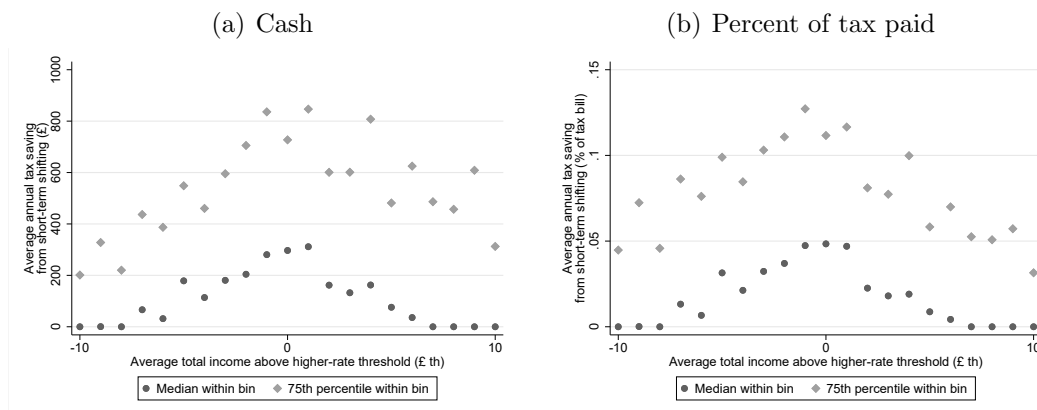 (a) Cash
Average annual tax saving
from short-term shifting (£)
0 200 400 600 800 1000
-10 0 10
Average total income above higher-rate threshold (£ th)
Median within bin 75th percentile within bin
(b) Percent of tax paid
Average annual tax saving
from short-term shifting (% of tax bill)
0 .05 .1 .15
-10 0 10
Average total income above higher-rate threshold (£ th)
Median within bin 75th percentile within bin